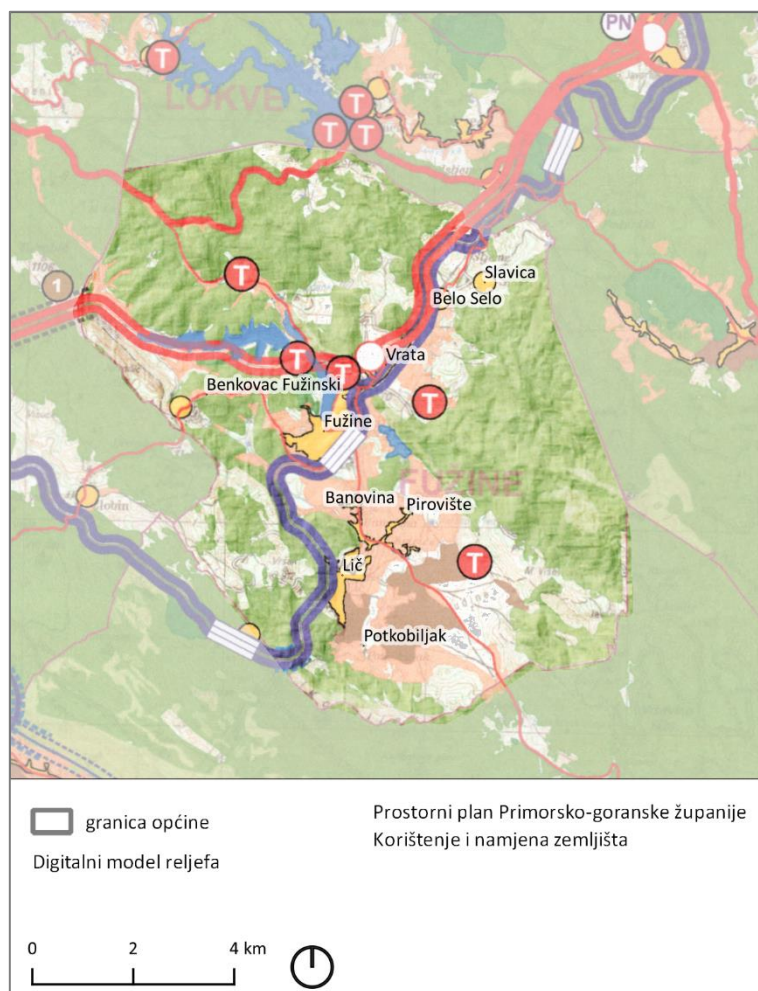 PN
T
LOKVE
T
T
T
T
1
Slavica
Belo Selo
T
Vrata
T
Benkovac Fužinski
T
Fužine
FUŽINE
Banovina
Pirovište
T
Lič
Potkobiljak
granica općine
Digitalni model reljefa
Prostorni plan Primorsko-goranske županije
Korištenje i namjena zemljišta
0 2 4 km